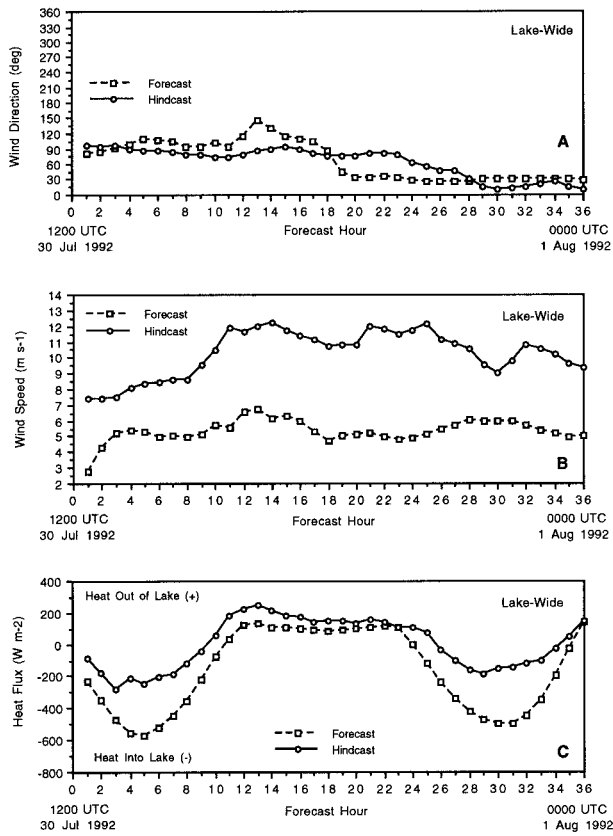 360
330
300
270
240
210
180
150
120
90
60
30
0
Wind Direction (deg)
Lake-Wide
Forecast
Hindcast
A
0 2 4 6 8 10 12 14 16 18 20 22 24 26 28 30 32 34 36
1200 UTC Forecast Hour 0000 UTC
30 Jul 1992 1 Aug 1992
14
13
12
11
10
9
8
7
6
5
4
3
2
Wind Speed (m s-1)
Forecast
Hindcast
Lake-Wide
B
0 2 4 6 8 10 12 14 16 18 20 22 24 26 28 30 32 34 36
1200 UTC Forecast Hour 0000 UTC
30 Jul 1992 1 Aug 1992
400
200
0
-200
-400
-600
-800
Heat Flux (W m-2)
Heat Out of Lake (+)
Lake-Wide
Forecast
Hindcast
Heat Into Lake (-)
C
0 2 4 6 8 10 12 14 16 18 20 22 24 26 28 30 32 34 36
1200 UTC Forecast Hour 0000 UTC
30 Jul 1992 1 Aug 1992